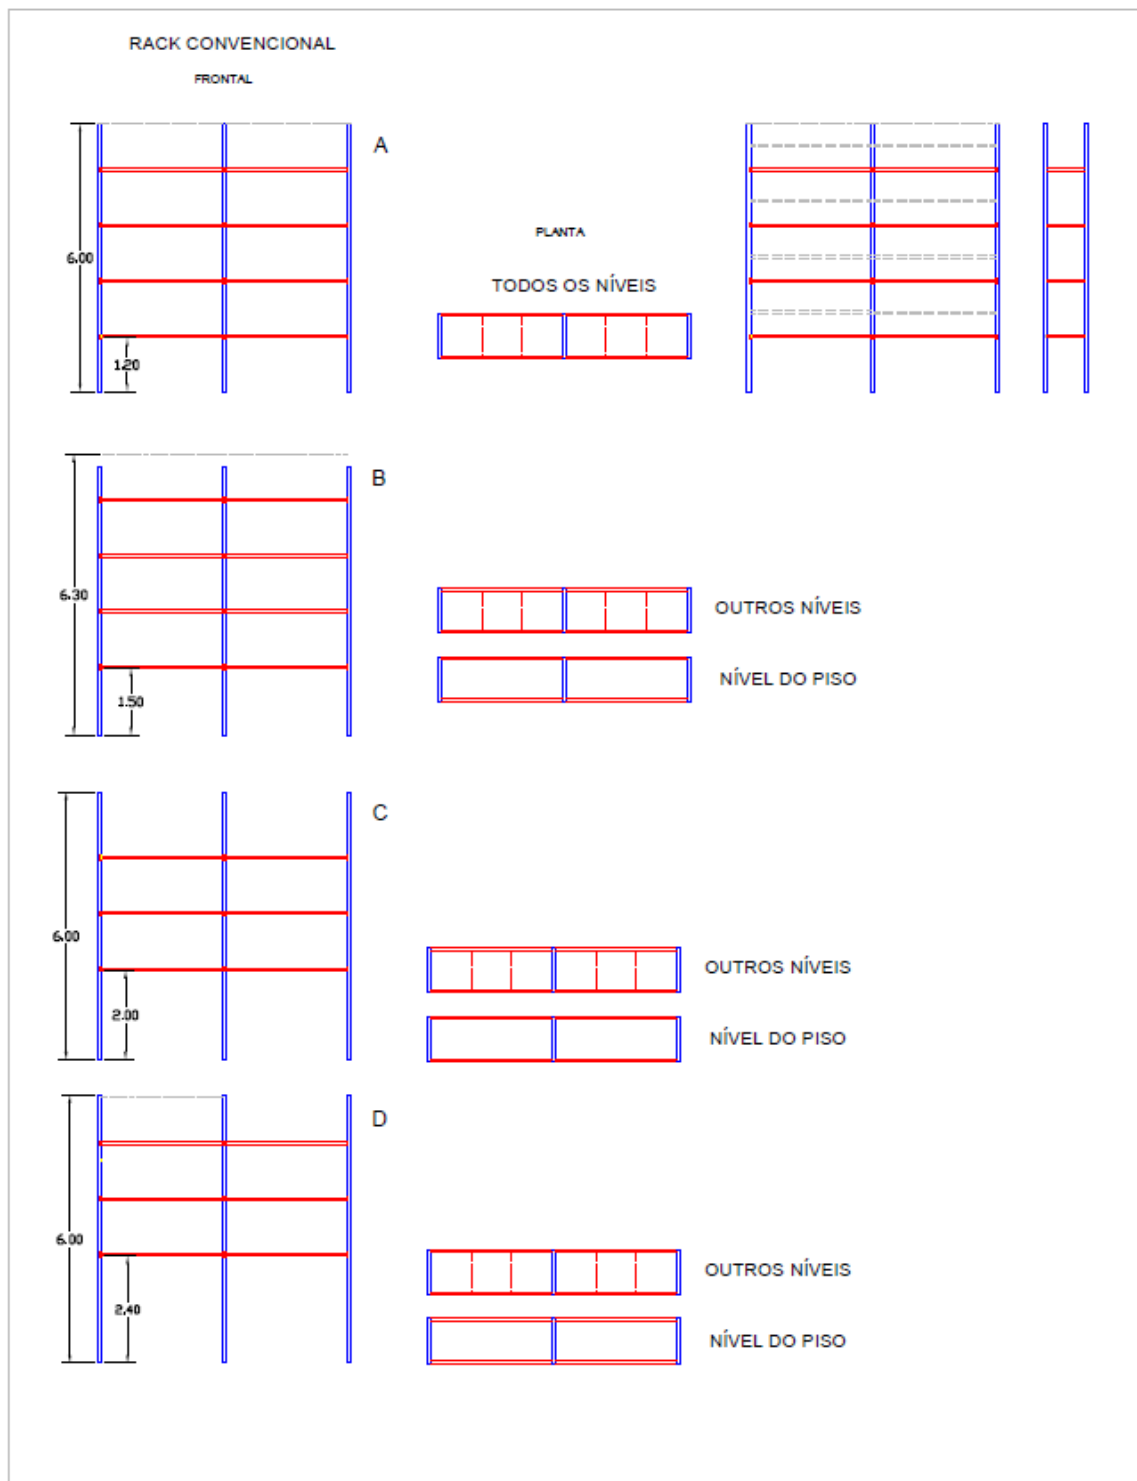 RACK CONVENCIONAL
FRONTAL
A
6.00
1.20
PLANTA
TODOS OS NÍVEIS
B
6.30
1.50
OUTROS NÍVEIS
NÍVEL DO PISO
C
6.00
2.00
OUTROS NÍVEIS
NÍVEL DO PISO
D
6.00
2.40
OUTROS NÍVEIS
NÍVEL DO PISO